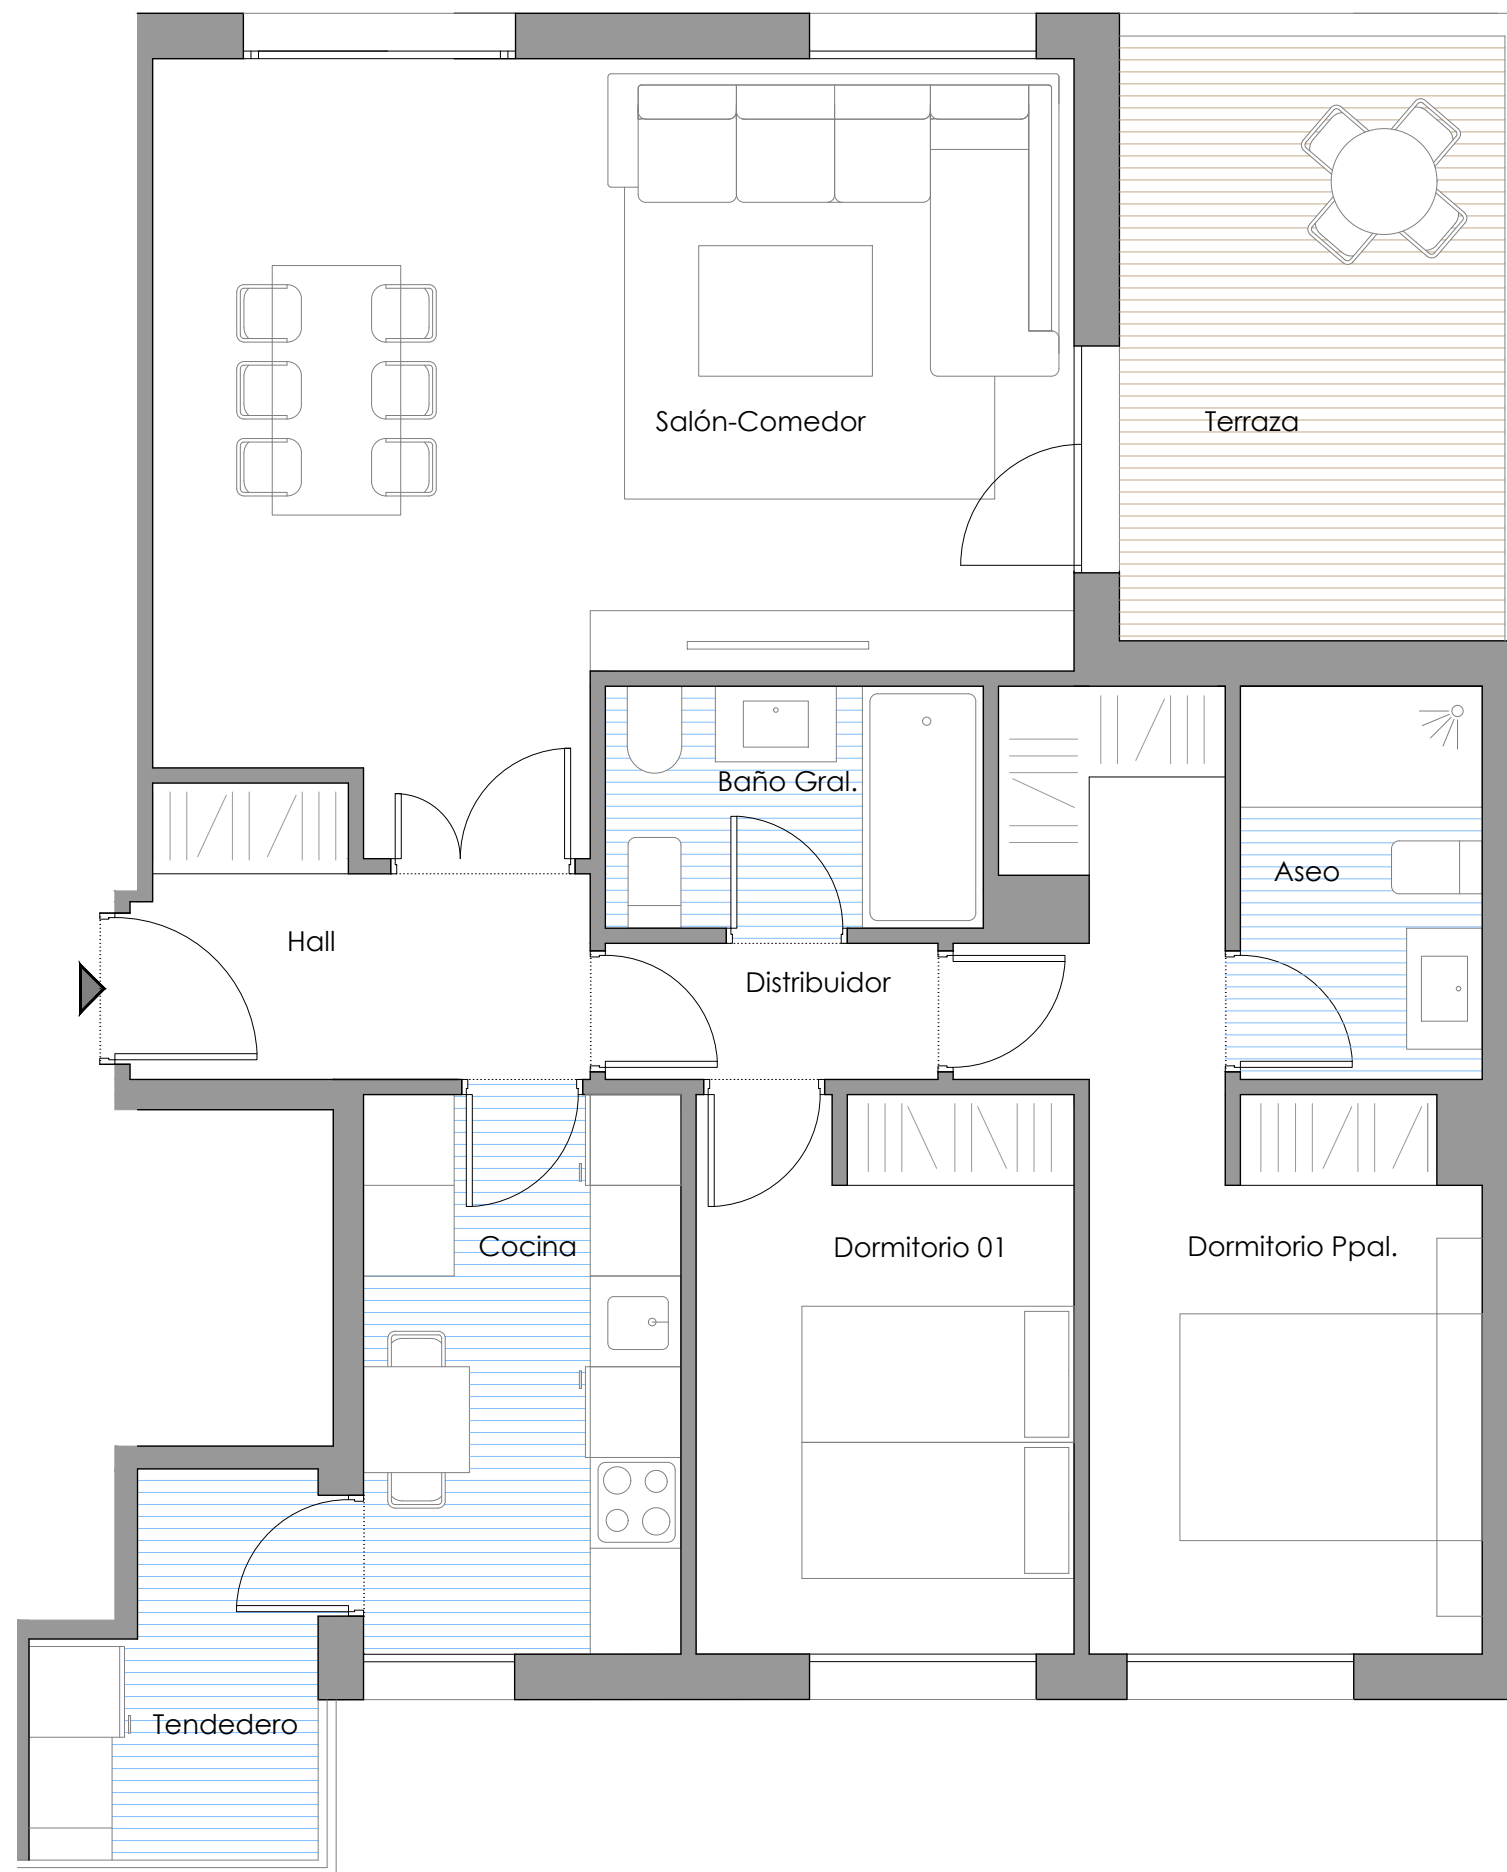 Salón-Comedor
Terraza
Baño Gral.
Aseo
Hall
Distribuidor
Cocina
Dormitorio 01
Dormitorio Ppal.
Tendedero